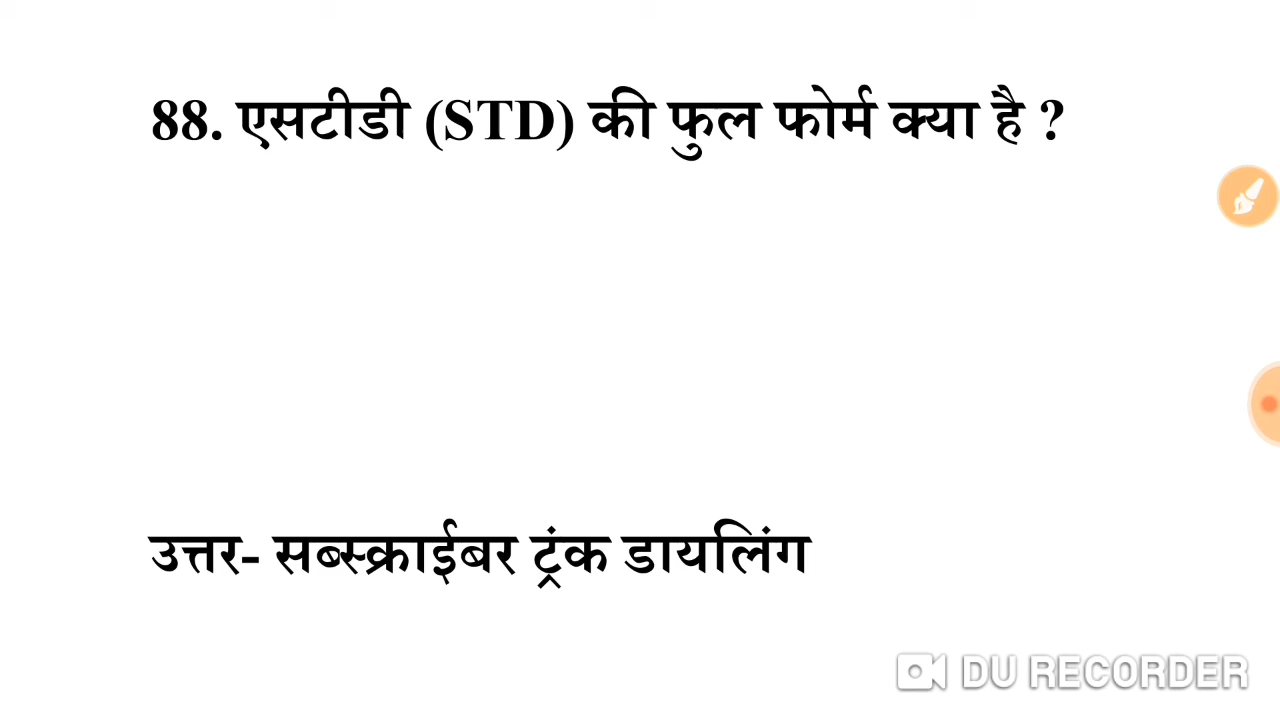 88. एसटीडी (STD) की फुल फोर्म क्या है ?
उत्तर- सब्स्क्राईबर ट्रंक डायलिंग
DU RECORDER